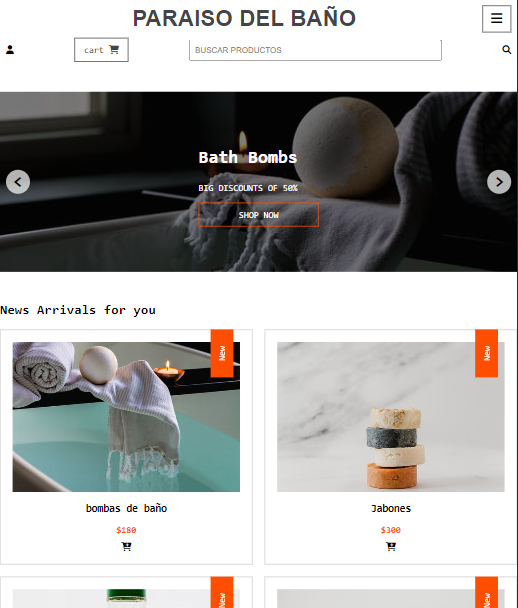 PARAISO DEL BAÑO
cart
BUSCAR PRODUCTOS
Bath Bombs
BIG DISCOUNTS OF 50%
SHOP NOW
News Arrivals for you
New
New
bombas de baño
Jabones
$180
$300
New
New